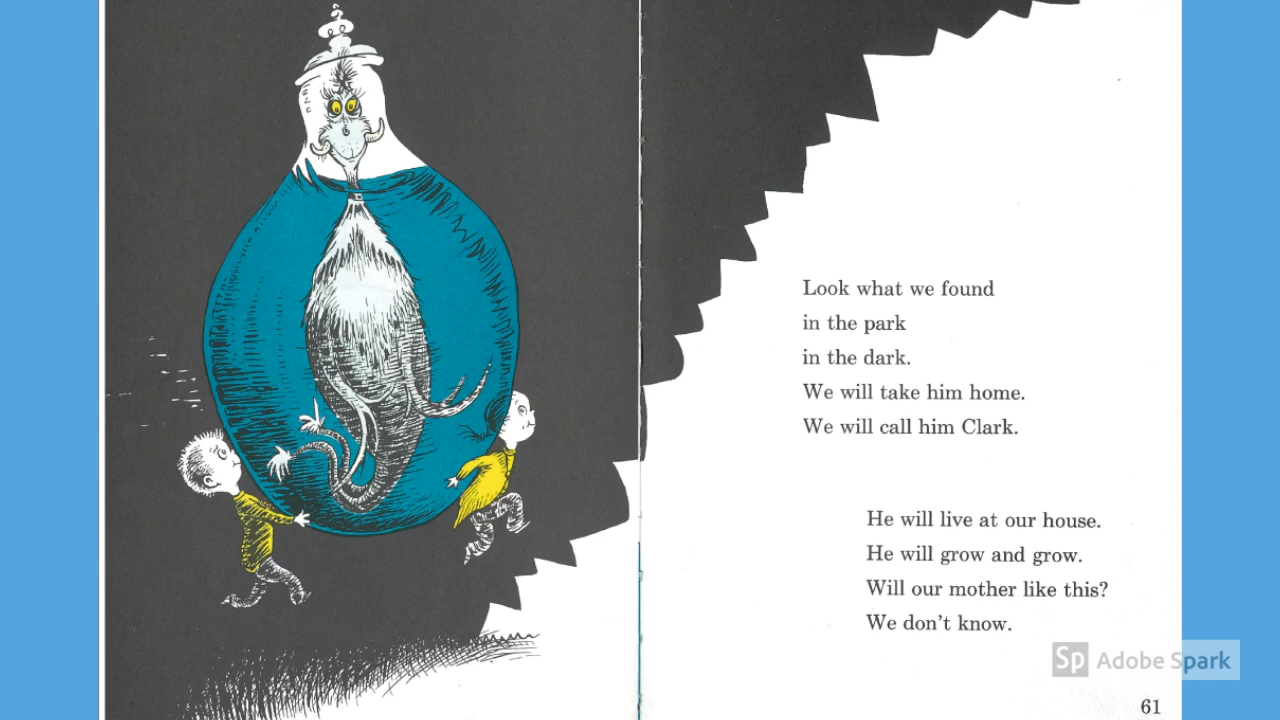 Look what we found
in the park
in the dark.
We will take him home.
We will call him Clark.
He will live at our house.
He will grow and grow.
Will our mother like this?
We don't know.
Sp Adobe Spark
61